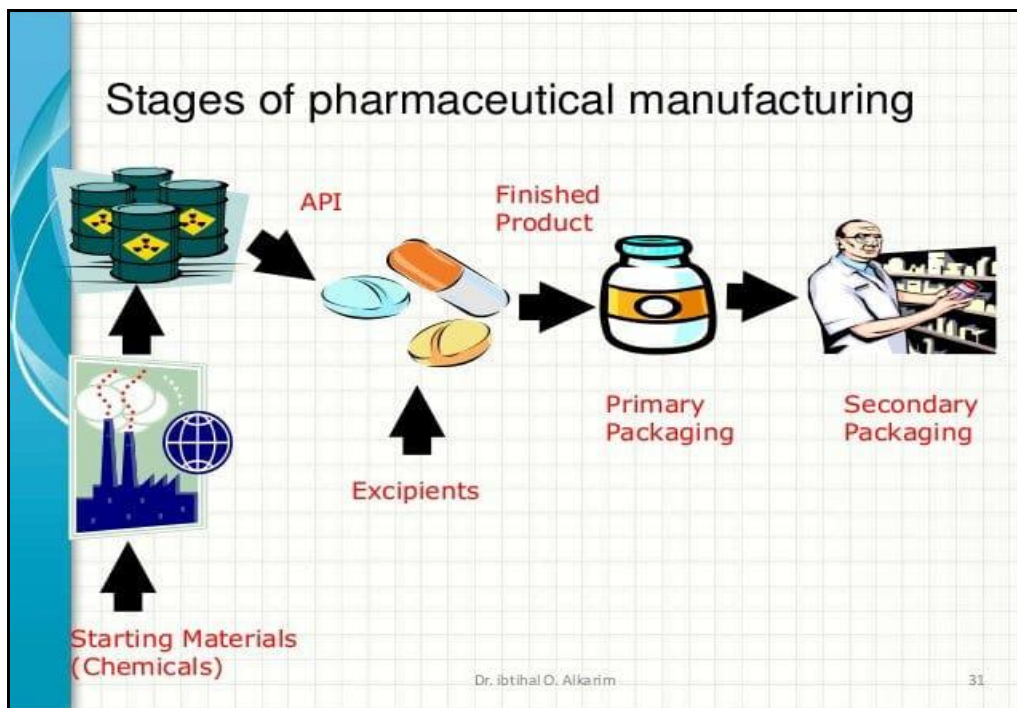 Stages of pharmaceutical manufacturing
API
Finished
Product
Primary
Packaging
Secondary
Packaging
Excipients
Starting Materials
(Chemicals)
Dr. ibtihal O. Alkarim
31